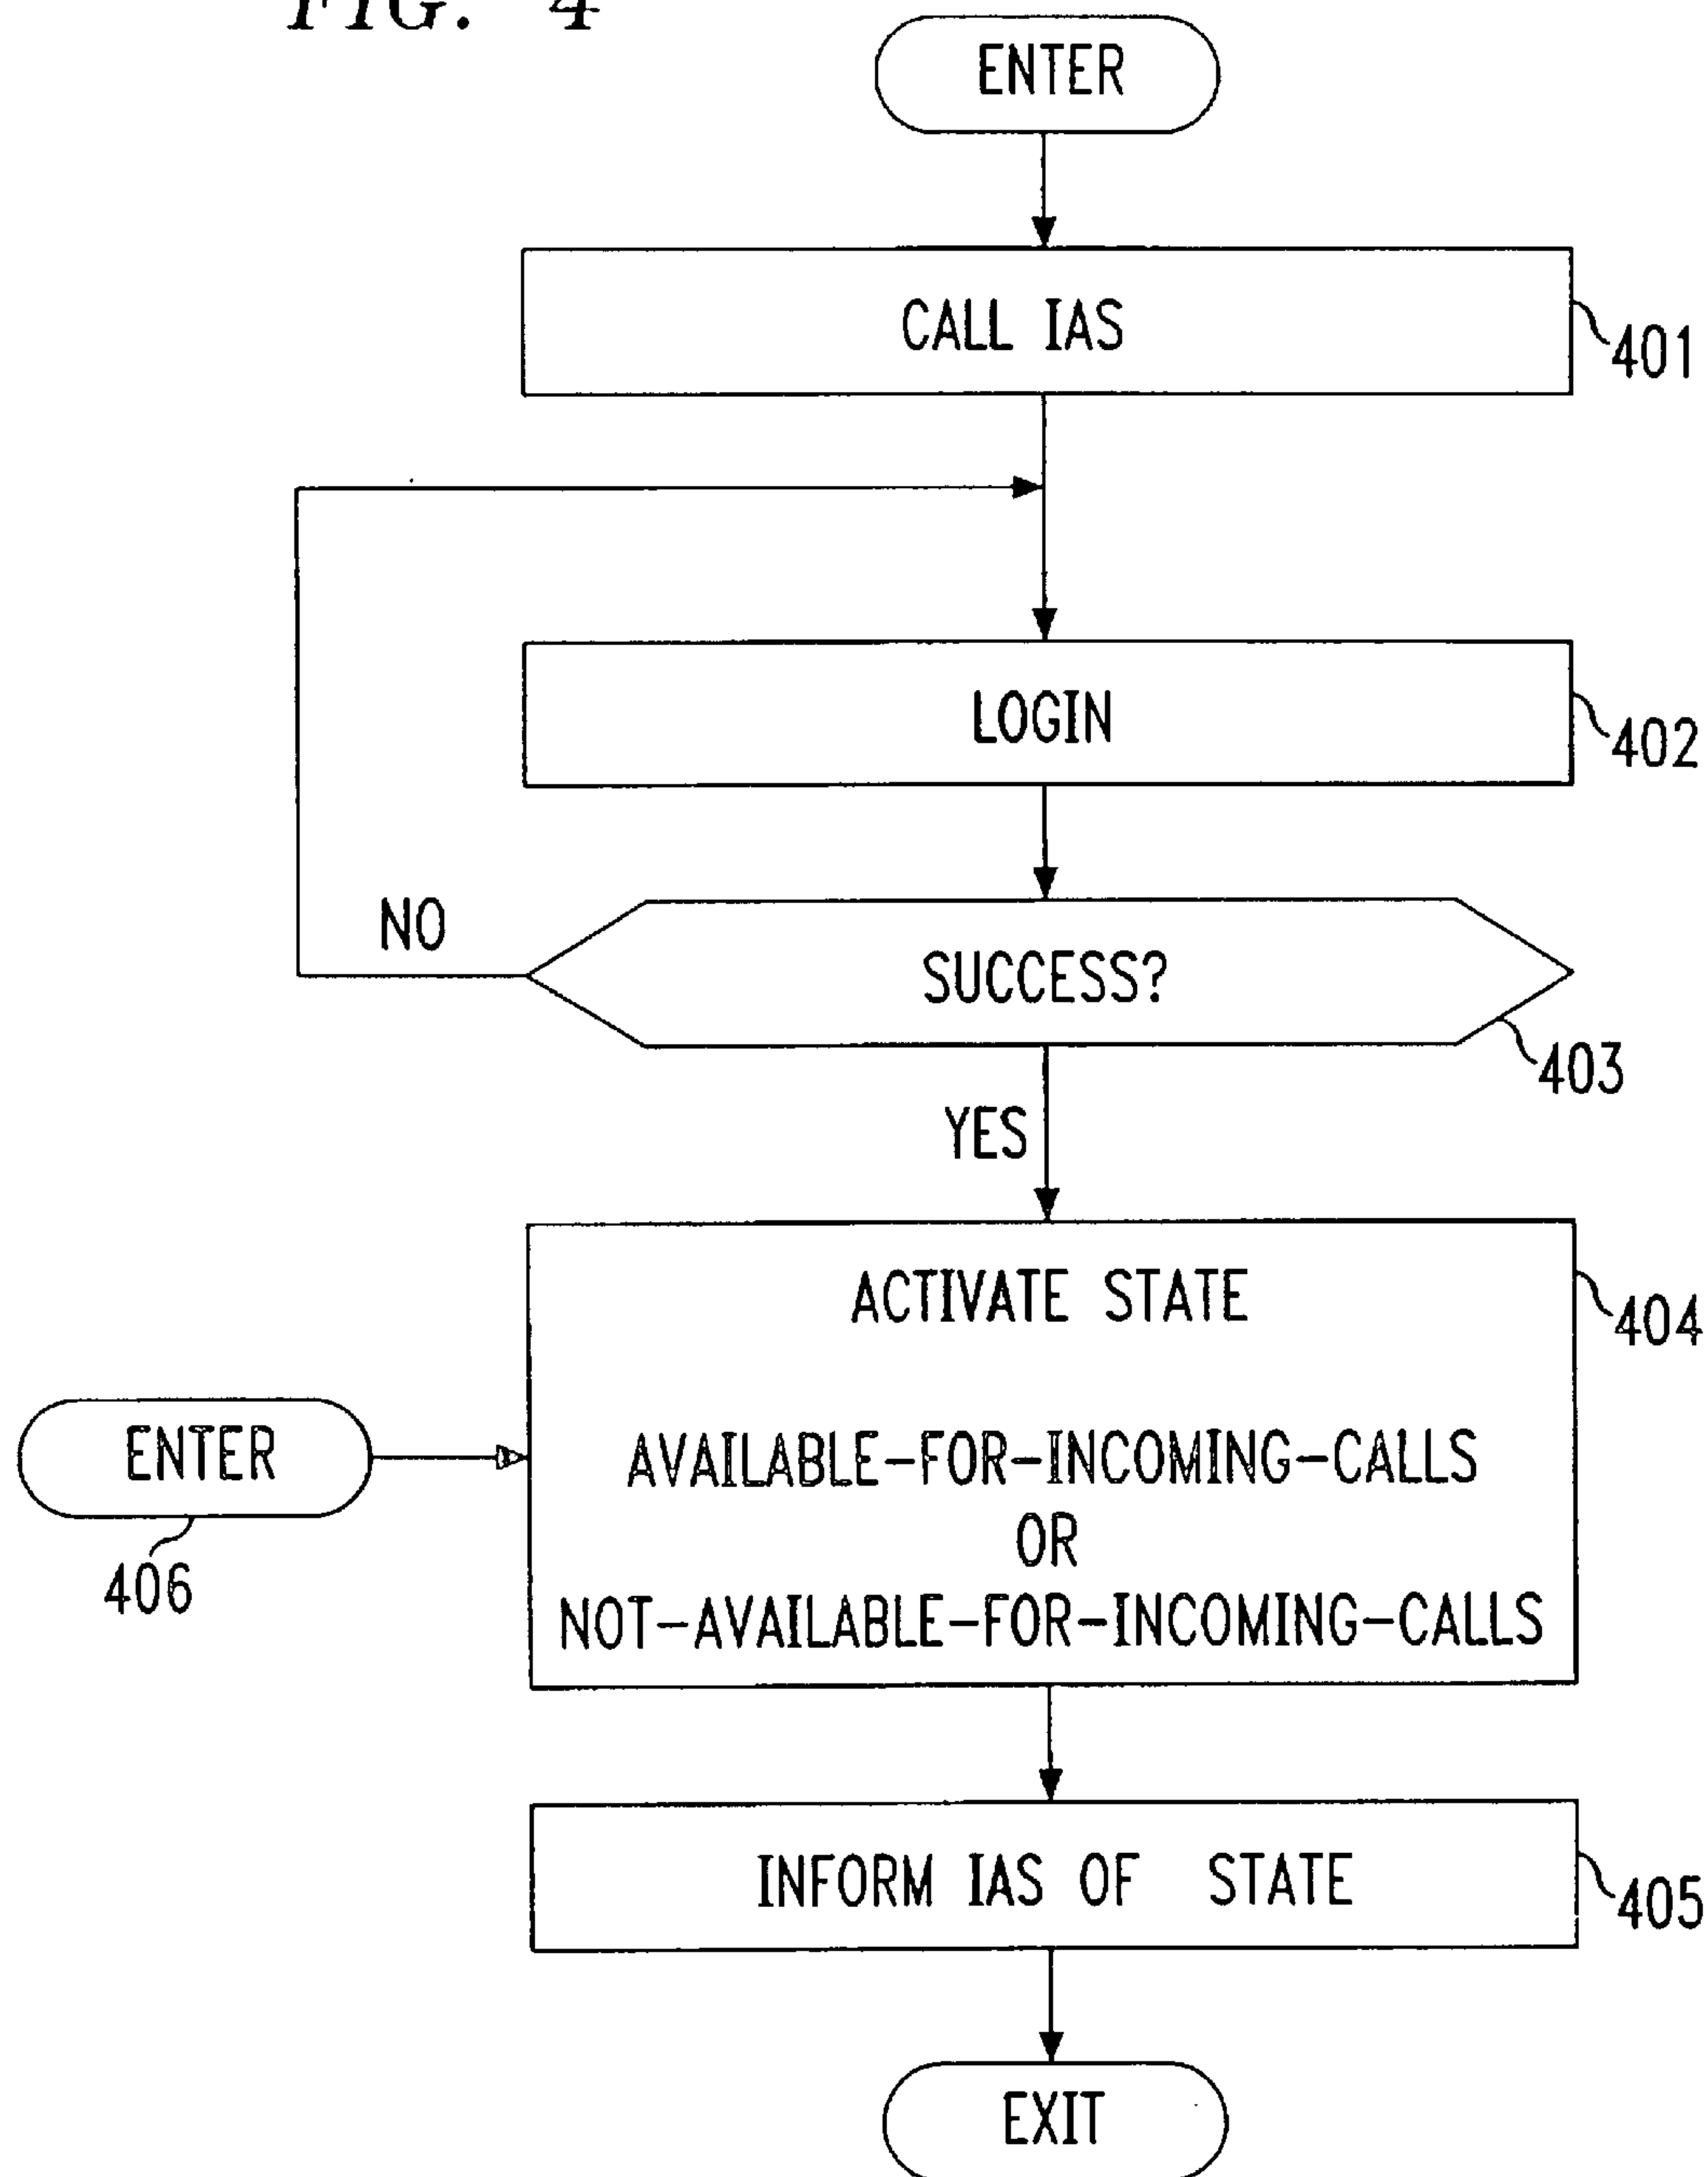 FIG. 4
ENTER
CALL IAS
401
LOGIN
402
NO
SUCCESS?
403
YES
ACTIVATE STATE
404
AVAILABLE-FOR-INCOMING-CALLS
OR
NOT-AVAILABLE-FOR-INCOMING-CALLS
ENTER
406
INFORM IAS OF STATE
405
EXIT